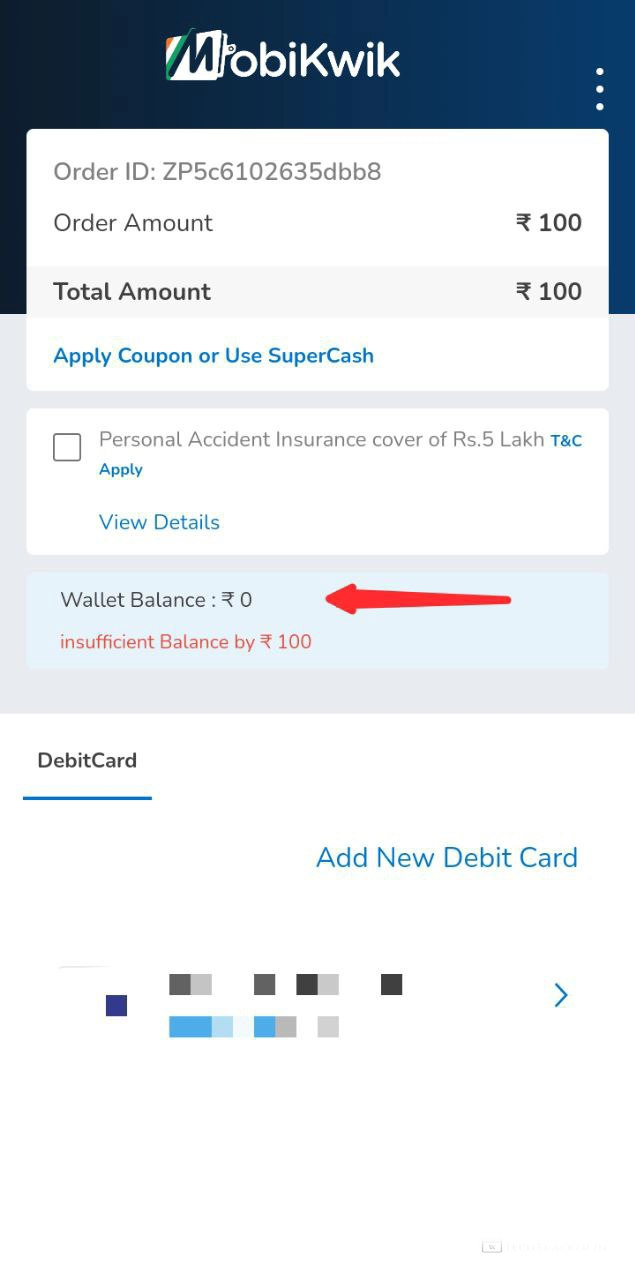 MobiKwik
Order ID: ZP5c6102635dbb8
Order Amount ₹ 100
Total Amount ₹ 100
Apply Coupon or Use SuperCash
Personal Accident Insurance cover of Rs.5 Lakh T&C
Apply
View Details
Wallet Balance : ₹ 0
insufficient Balance by ₹ 100
DebitCard
Add New Debit Card